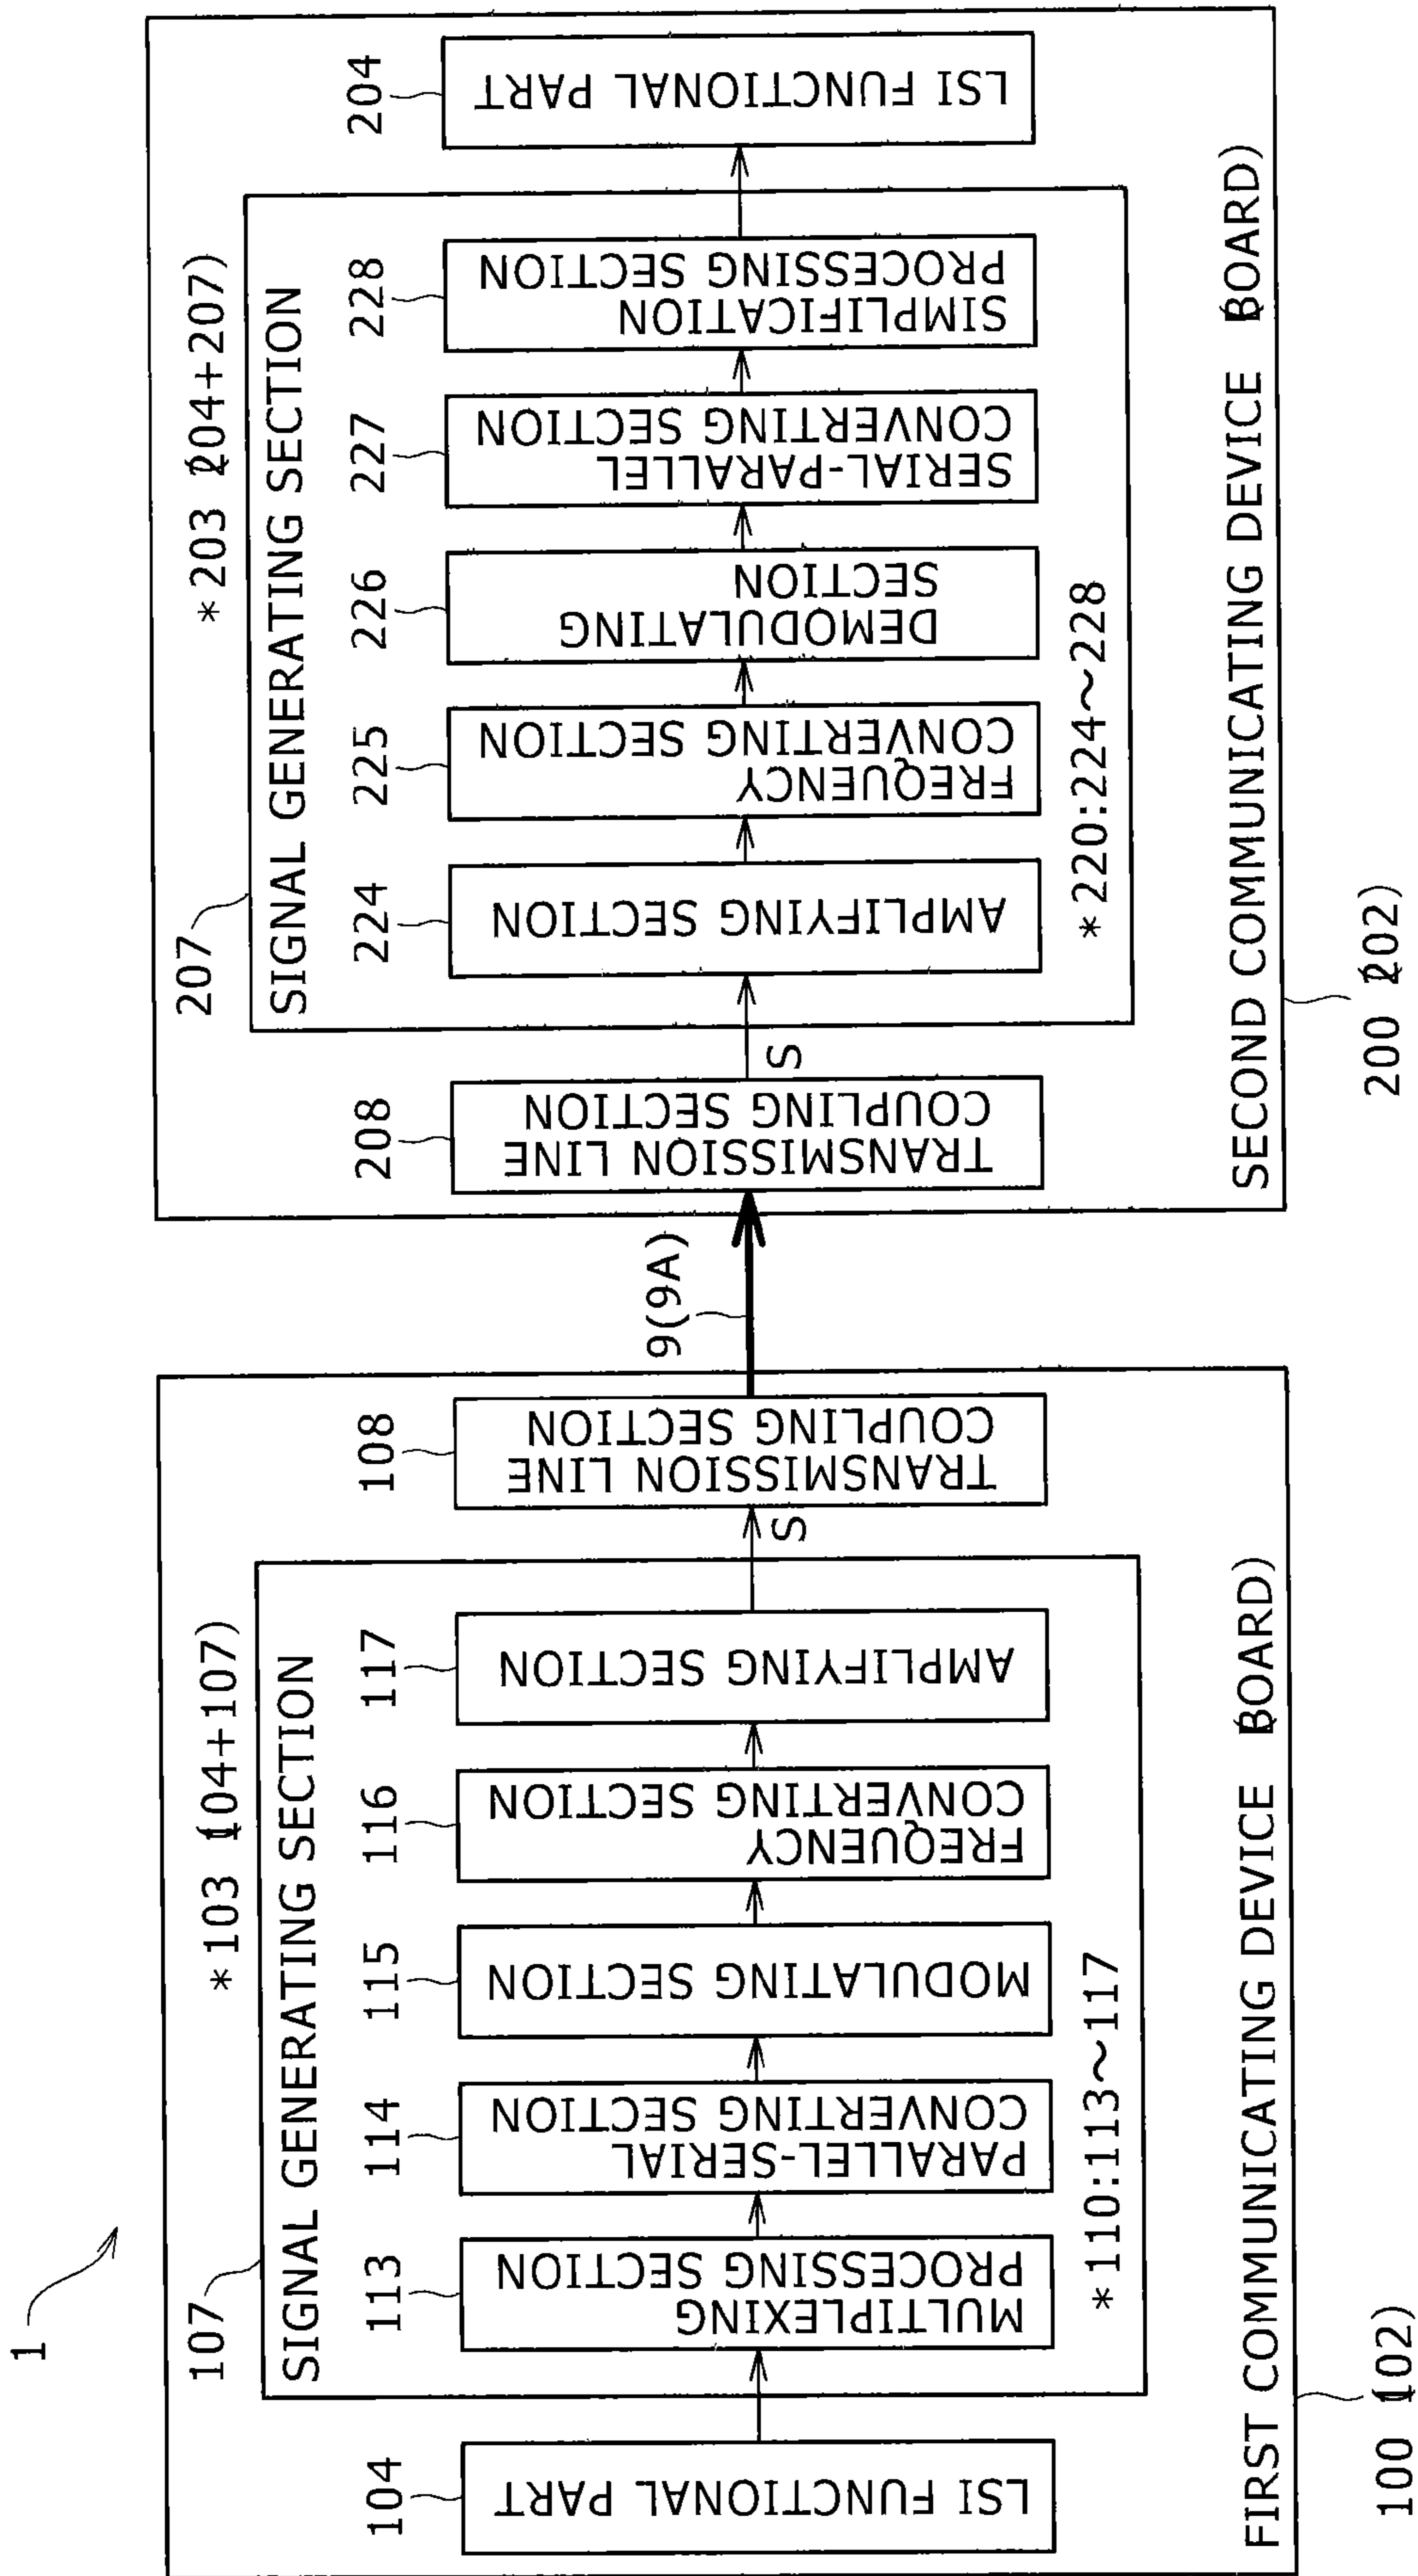 1
FIRST COMMUNICATING DEVICE (BOARD)
100 (102)
*103 (104+107)
107
SIGNAL GENERATING SECTION
104
LSI FUNCTIONAL PART
113
MULTIPLEXING
PROCESSING SECTION
114
PARALLEL-SERIAL
CONVERTING SECTION
115
MODULATING SECTION
116
FREQUENCY
CONVERTING SECTION
117
AMPLIFYING SECTION
*110:113~117
S
108
TRANSMISSION LINE
COUPLING SECTION
9(9A)
SECOND COMMUNICATING DEVICE (BOARD)
200 (202)
*203 (204+207)
207
SIGNAL GENERATING SECTION
208
TRANSMISSION LINE
COUPLING SECTION
S
224
AMPLIFYING SECTION
225
FREQUENCY
CONVERTING SECTION
226
DEMODULATING
SECTION
227
SERIAL-PARALLEL
CONVERTING SECTION
228
SIMPLIFICATION
PROCESSING SECTION
*220:224~228
204
LSI FUNCTIONAL PART